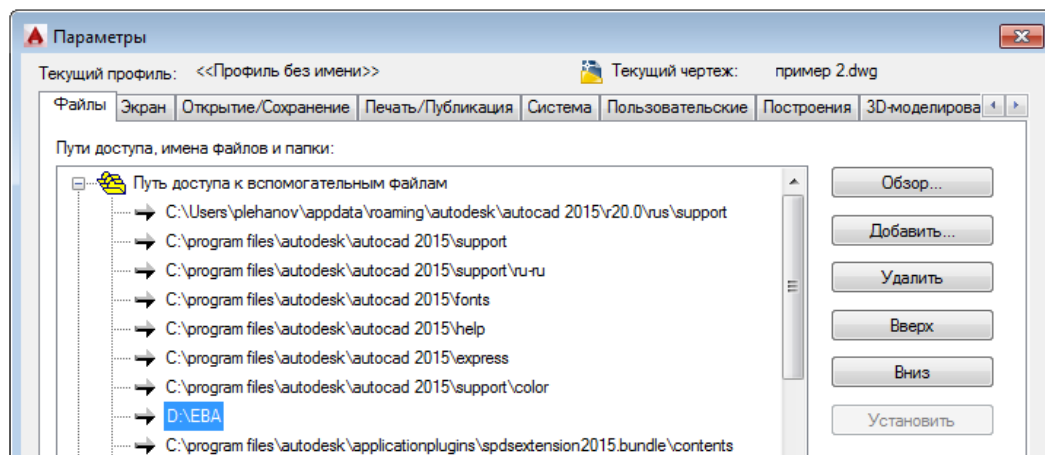 Параметры
Текущий профиль: <<Профиль без имени>> Текущий чертеж: пример 2.dwg
Файлы Экран Открытие/Сохранение Печать/Публикация Система Пользовательские Построения 3D-моделирова
Пути доступа, имена файлов и папки:
Путь доступа к вспомогательным файлам
C:\Users\plehanov\appdata\roaming\autodesk\autocad 2015\r20.0\rus\support
C:\program files\autodesk\autocad 2015\support
C:\program files\autodesk\autocad 2015\support\ru-ru
C:\program files\autodesk\autocad 2015\fonts
C:\program files\autodesk\autocad 2015\help
C:\program files\autodesk\autocad 2015\express
C:\program files\autodesk\autocad 2015\support\color
D:\EBA
C:\program files\autodesk\applicationplugins\spdsextension2015.bundle\contents
Обзор...
Добавить...
Удалить
Вверх
Вниз
Установить